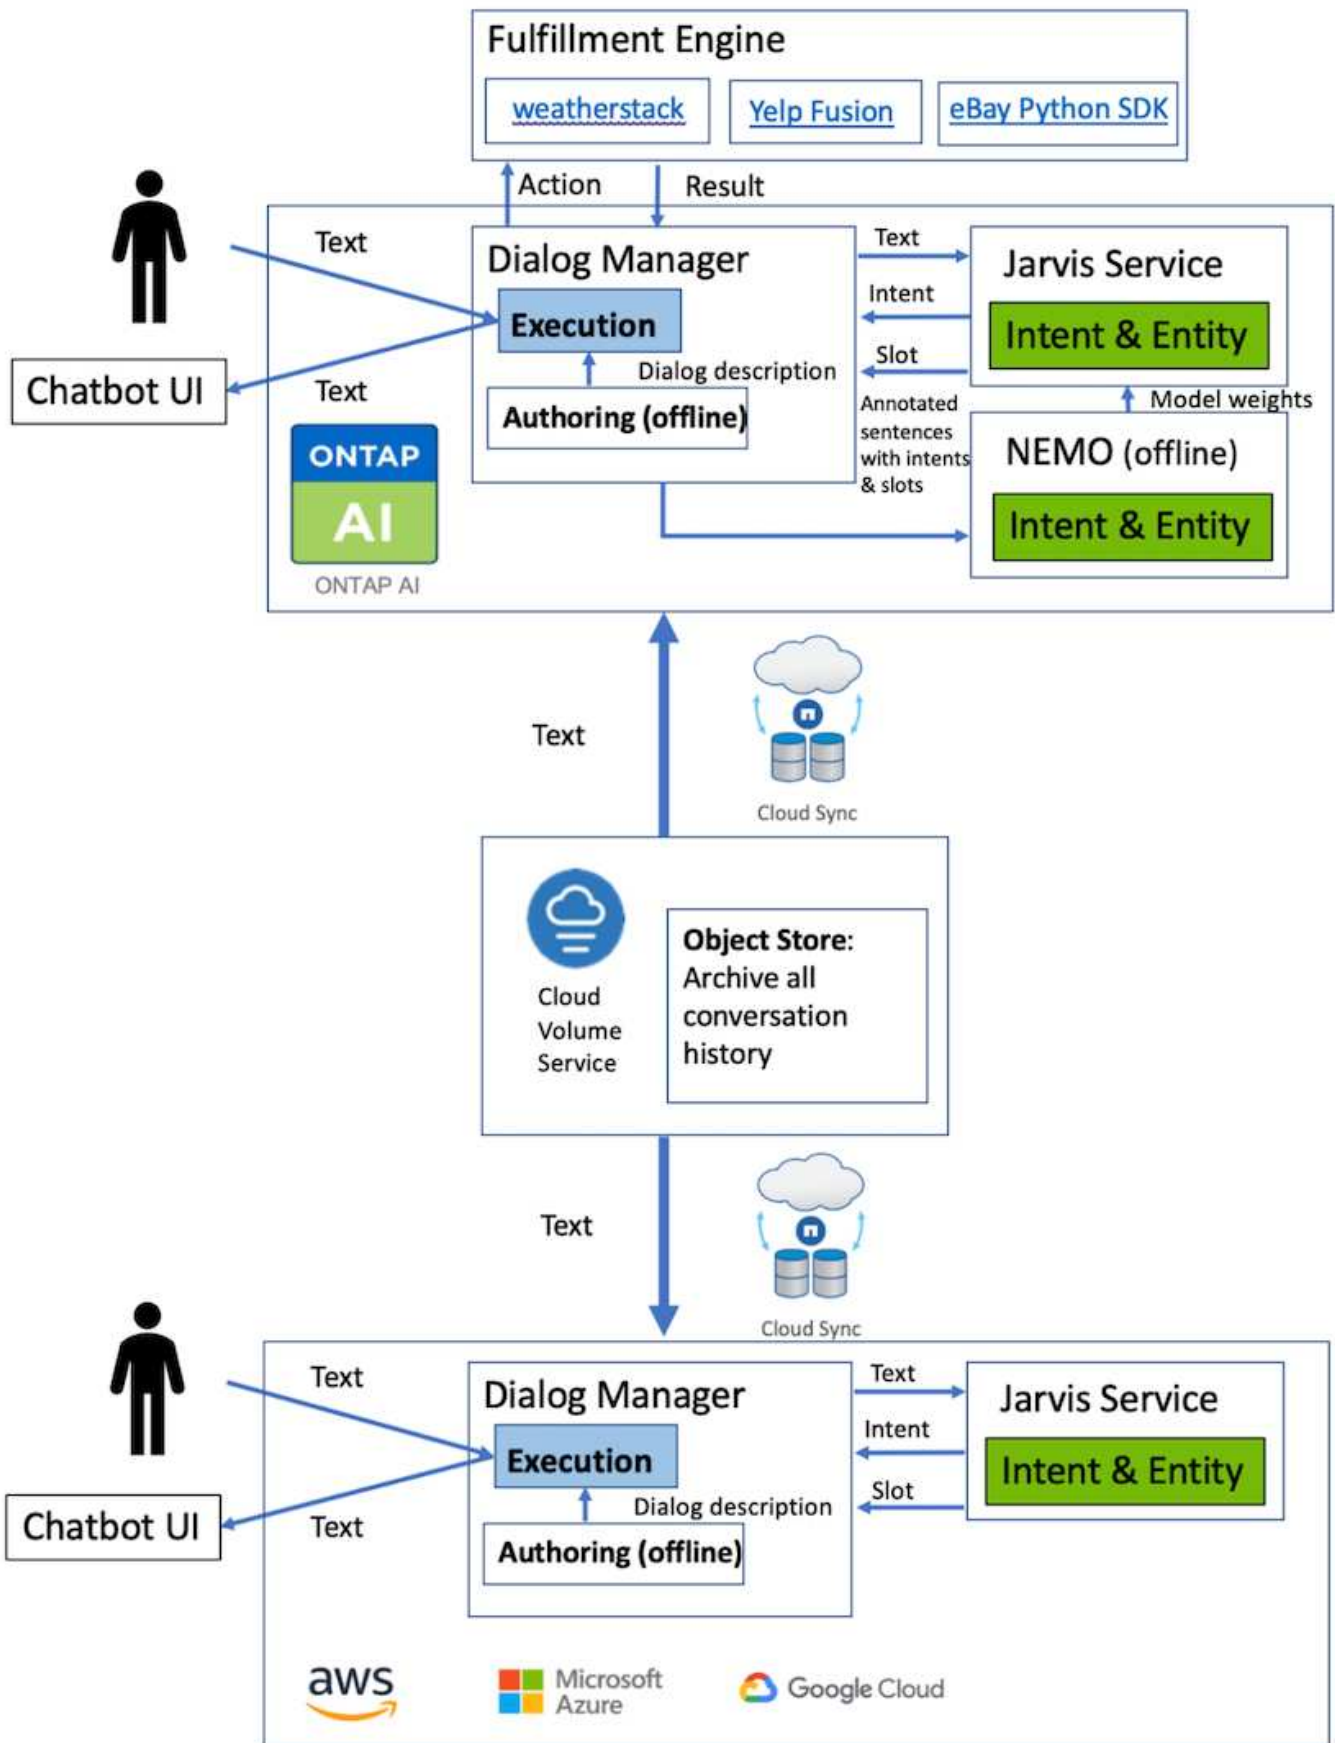 Fulfillment Engine
weatherstack
Yelp Fusion
eBay Python SDK
Action
Result
Text
Dialog Manager
Text
Jarvis Service
Execution
Intent
Intent & Entity
Slot
Dialog description
Chatbot UI
Text
Authoring (offline)
Annotated
sentences
with intents
& slots
Model weights
NEMO (offline)
Intent & Entity
ONTAP
AI
ONTAP AI
Text
Cloud Sync
Cloud
Volume
Service
Object Store:
Archive all
conversation
history
Text
Cloud Sync
Text
Dialog Manager
Text
Jarvis Service
Execution
Intent
Intent & Entity
Slot
Dialog description
Chatbot UI
Text
Authoring (offline)
aws
Microsoft
Azure
Google Cloud